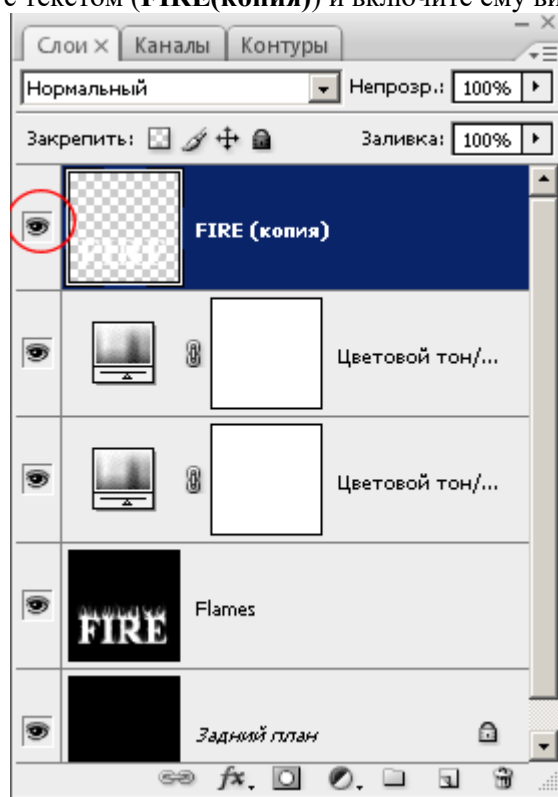 с текстом (FIRE(копия)) и включите ему ви
Слои × Каналы Контуры
Нормальный Непрозр.: 100%
Закрепить: Заливка: 100%
FIRE (копия)
Цветовой тон/...
Цветовой тон/...
FIRE Flames
Задний план
fx.